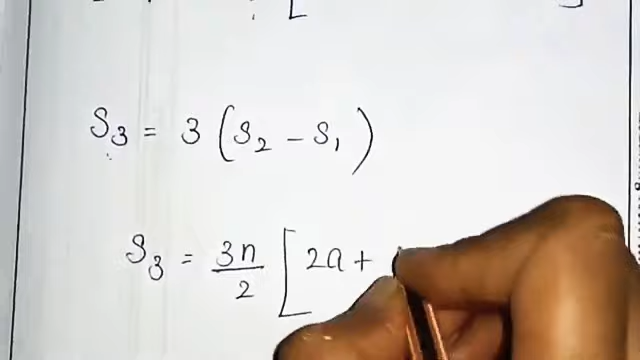 S₃ = 3 (S₂ - S₁)
S₃ = 3n/2 [2a +